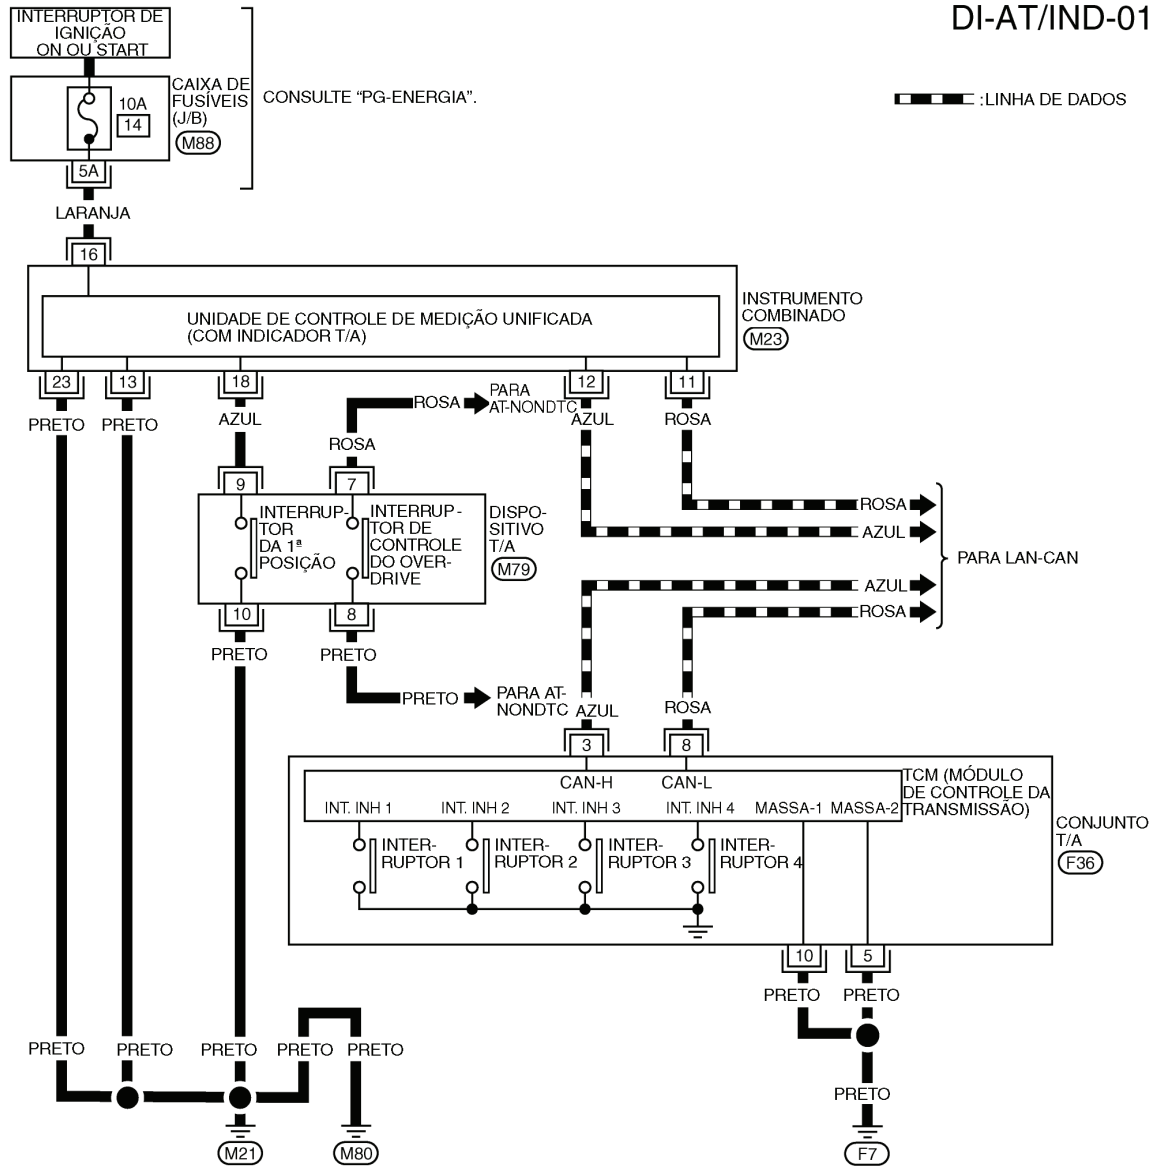 DI-AT/IND-01
INTERRUPTOR DE
IGNIÇÃO
ON OU START
CAIXA DE
FUSÍVEIS
(J/B)
M88
10A
14
CONSULTE “PG-ENERGIA”.
:LINHA DE DADOS
5A
LARANJA
16
UNIDADE DE CONTROLE DE MEDIÇÃO UNIFICADA
(COM INDICADOR T/A)
INSTRUMENTO
COMBINADO
M23
23
13
18
12
11
PRETO
PRETO
AZUL
ROSA
PARA
AT-NONDTC
AZUL
ROSA
ROSA
9
7
INTERRUP-
TOR
DA 1ª
POSIÇÃO
INTERRUP-
TOR DE
CONTROLE
DO OVER-
DRIVE
DISPO-
SITIVO
T/A
M79
ROSA
AZUL
PARA LAN-CAN
AZUL
ROSA
10
8
PRETO
PRETO
PRETO
PARA AT-
NONDTC
AZUL
ROSA
3
8
CAN-H
CAN-L
TCM (MÓDULO
DE CONTROLE DA
TRANSMISSÃO)
INT. INH 1
INT. INH 2
INT. INH 3
INT. INH 4
MASSA-1
MASSA-2
INTER-
RUPTOR 1
INTER-
RUPTOR 2
INTER-
RUPTOR 3
INTER-
RUPTOR 4
CONJUNTO
T/A
F36
10
5
PRETO
PRETO
PRETO
PRETO
PRETO
PRETO
PRETO
PRETO
M21
M80
F7